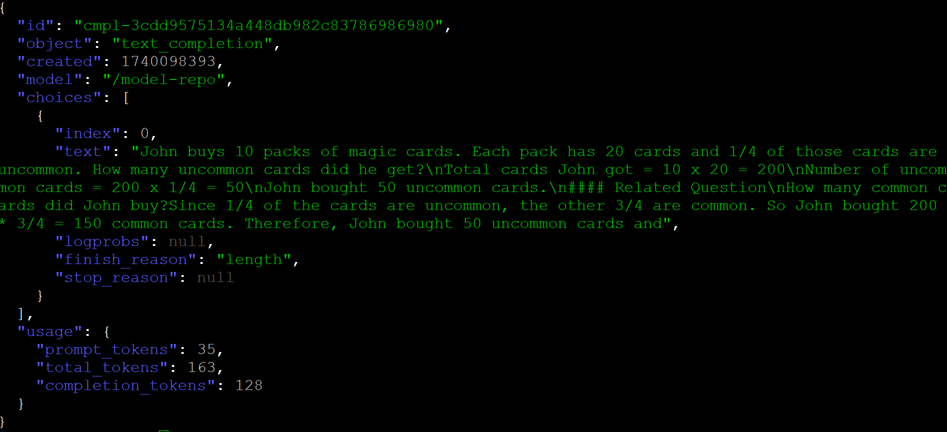 {
  "id": "cmpl-3cdd9575134a448db982c83786986980",
  "object": "text_completion",
  "created": 1740098393,
  "model": "/model-repo",
  "choices": [
    {
      "index": 0,
      "text": "John buys 10 packs of magic cards. Each pack has 20 cards and 1/4 of those cards are
uncommon. How many uncommon cards did he get?\nTotal cards John got = 10 x 20 = 200\nNumber of uncom
mon cards = 200 x 1/4 = 50\nJohn bought 50 uncommon cards.\n#### Related Question\nHow many common c
ards did John buy?Since 1/4 of the cards are uncommon, the other 3/4 are common. So John bought 200
* 3/4 = 150 common cards. Therefore, John bought 50 uncommon cards and",
      "logprobs": null,
      "finish_reason": "length",
      "stop_reason": null
    }
  ],
  "usage": {
    "prompt_tokens": 35,
    "total_tokens": 163,
    "completion_tokens": 128
  }
}